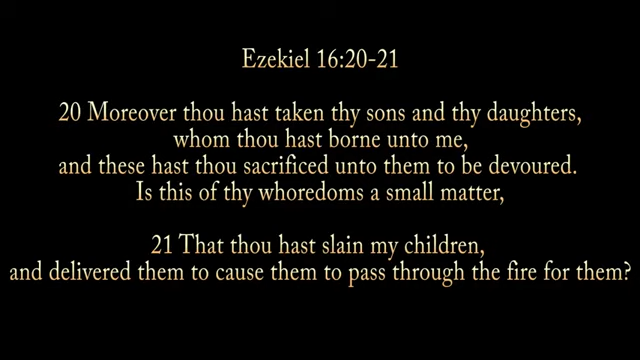 Ezekiel 16:20-21
20 Moreover thou hast taken thy sons and thy daughters,
whom thou hast borne unto me,
and these hast thou sacrificed unto them to be devoured.
Is this of thy whoredoms a small matter,
21 That thou hast slain my children,
and delivered them to cause them to pass through the fire for them?